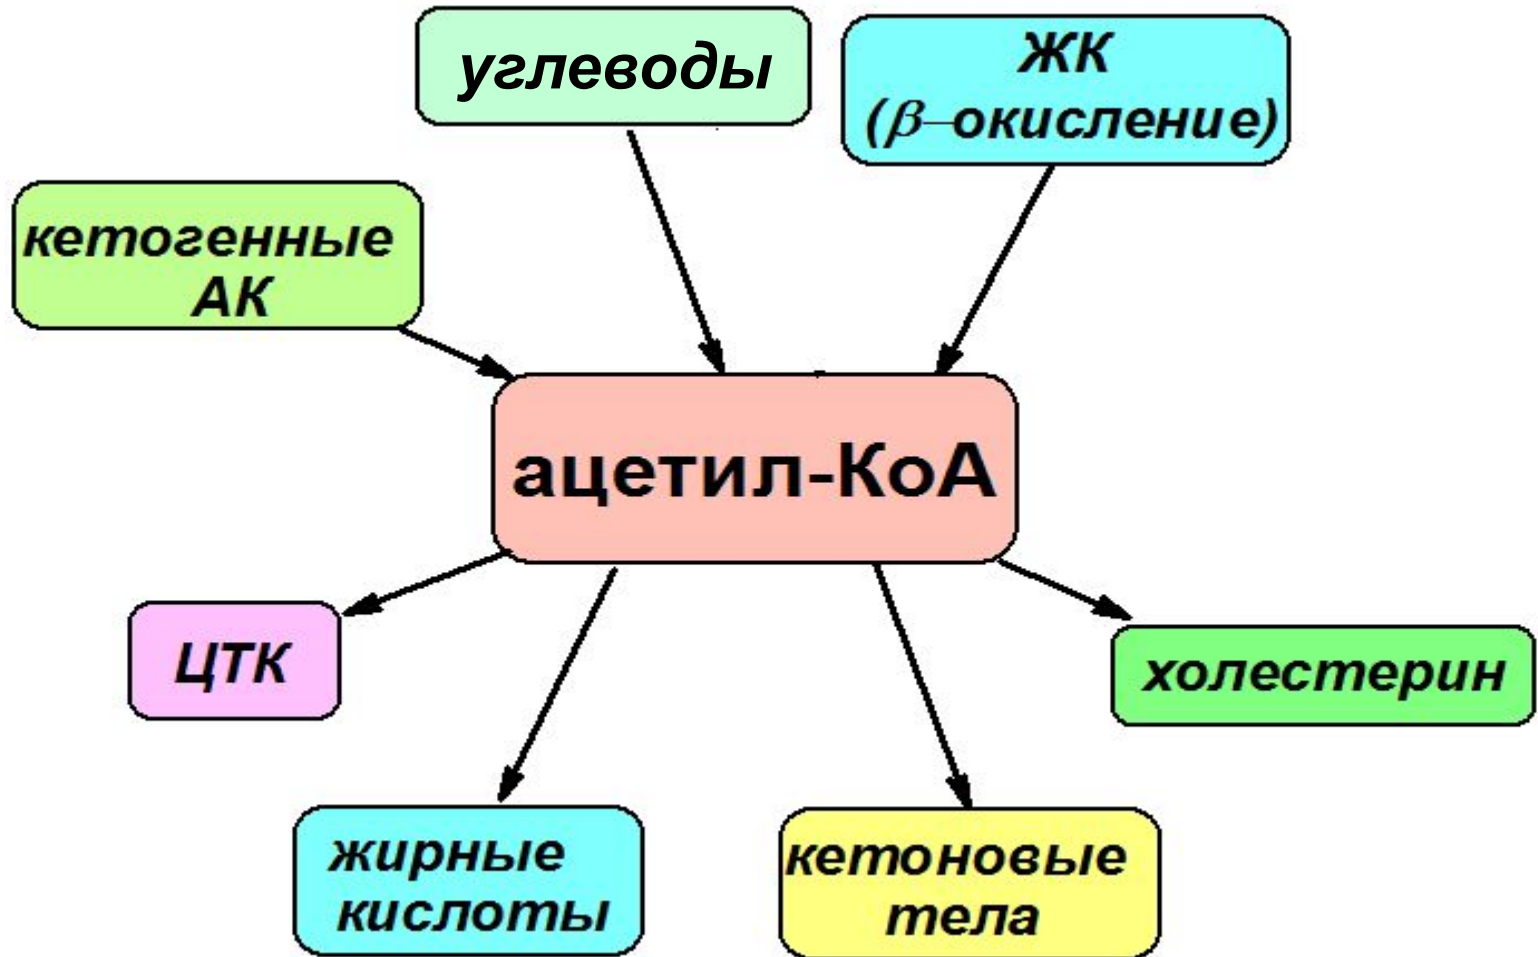 углеводы
ЖК
(β–окисление)
кетогенные
АК
ацетил-КоА
ЦТК
холестерин
жирные
кислоты
кетоновые
тела